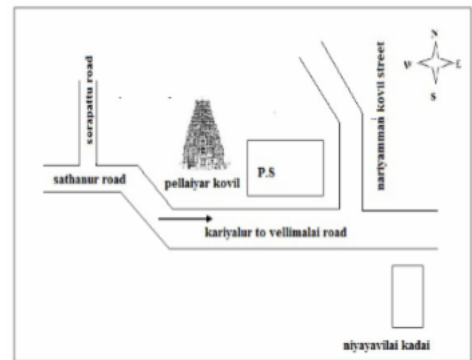 sorapattu road
nariyamman kovil street
N
W
E
S
P.S
sathanur road
pellaiyar kovil
kariyalur to vellimalai road
niyayavilai kadai